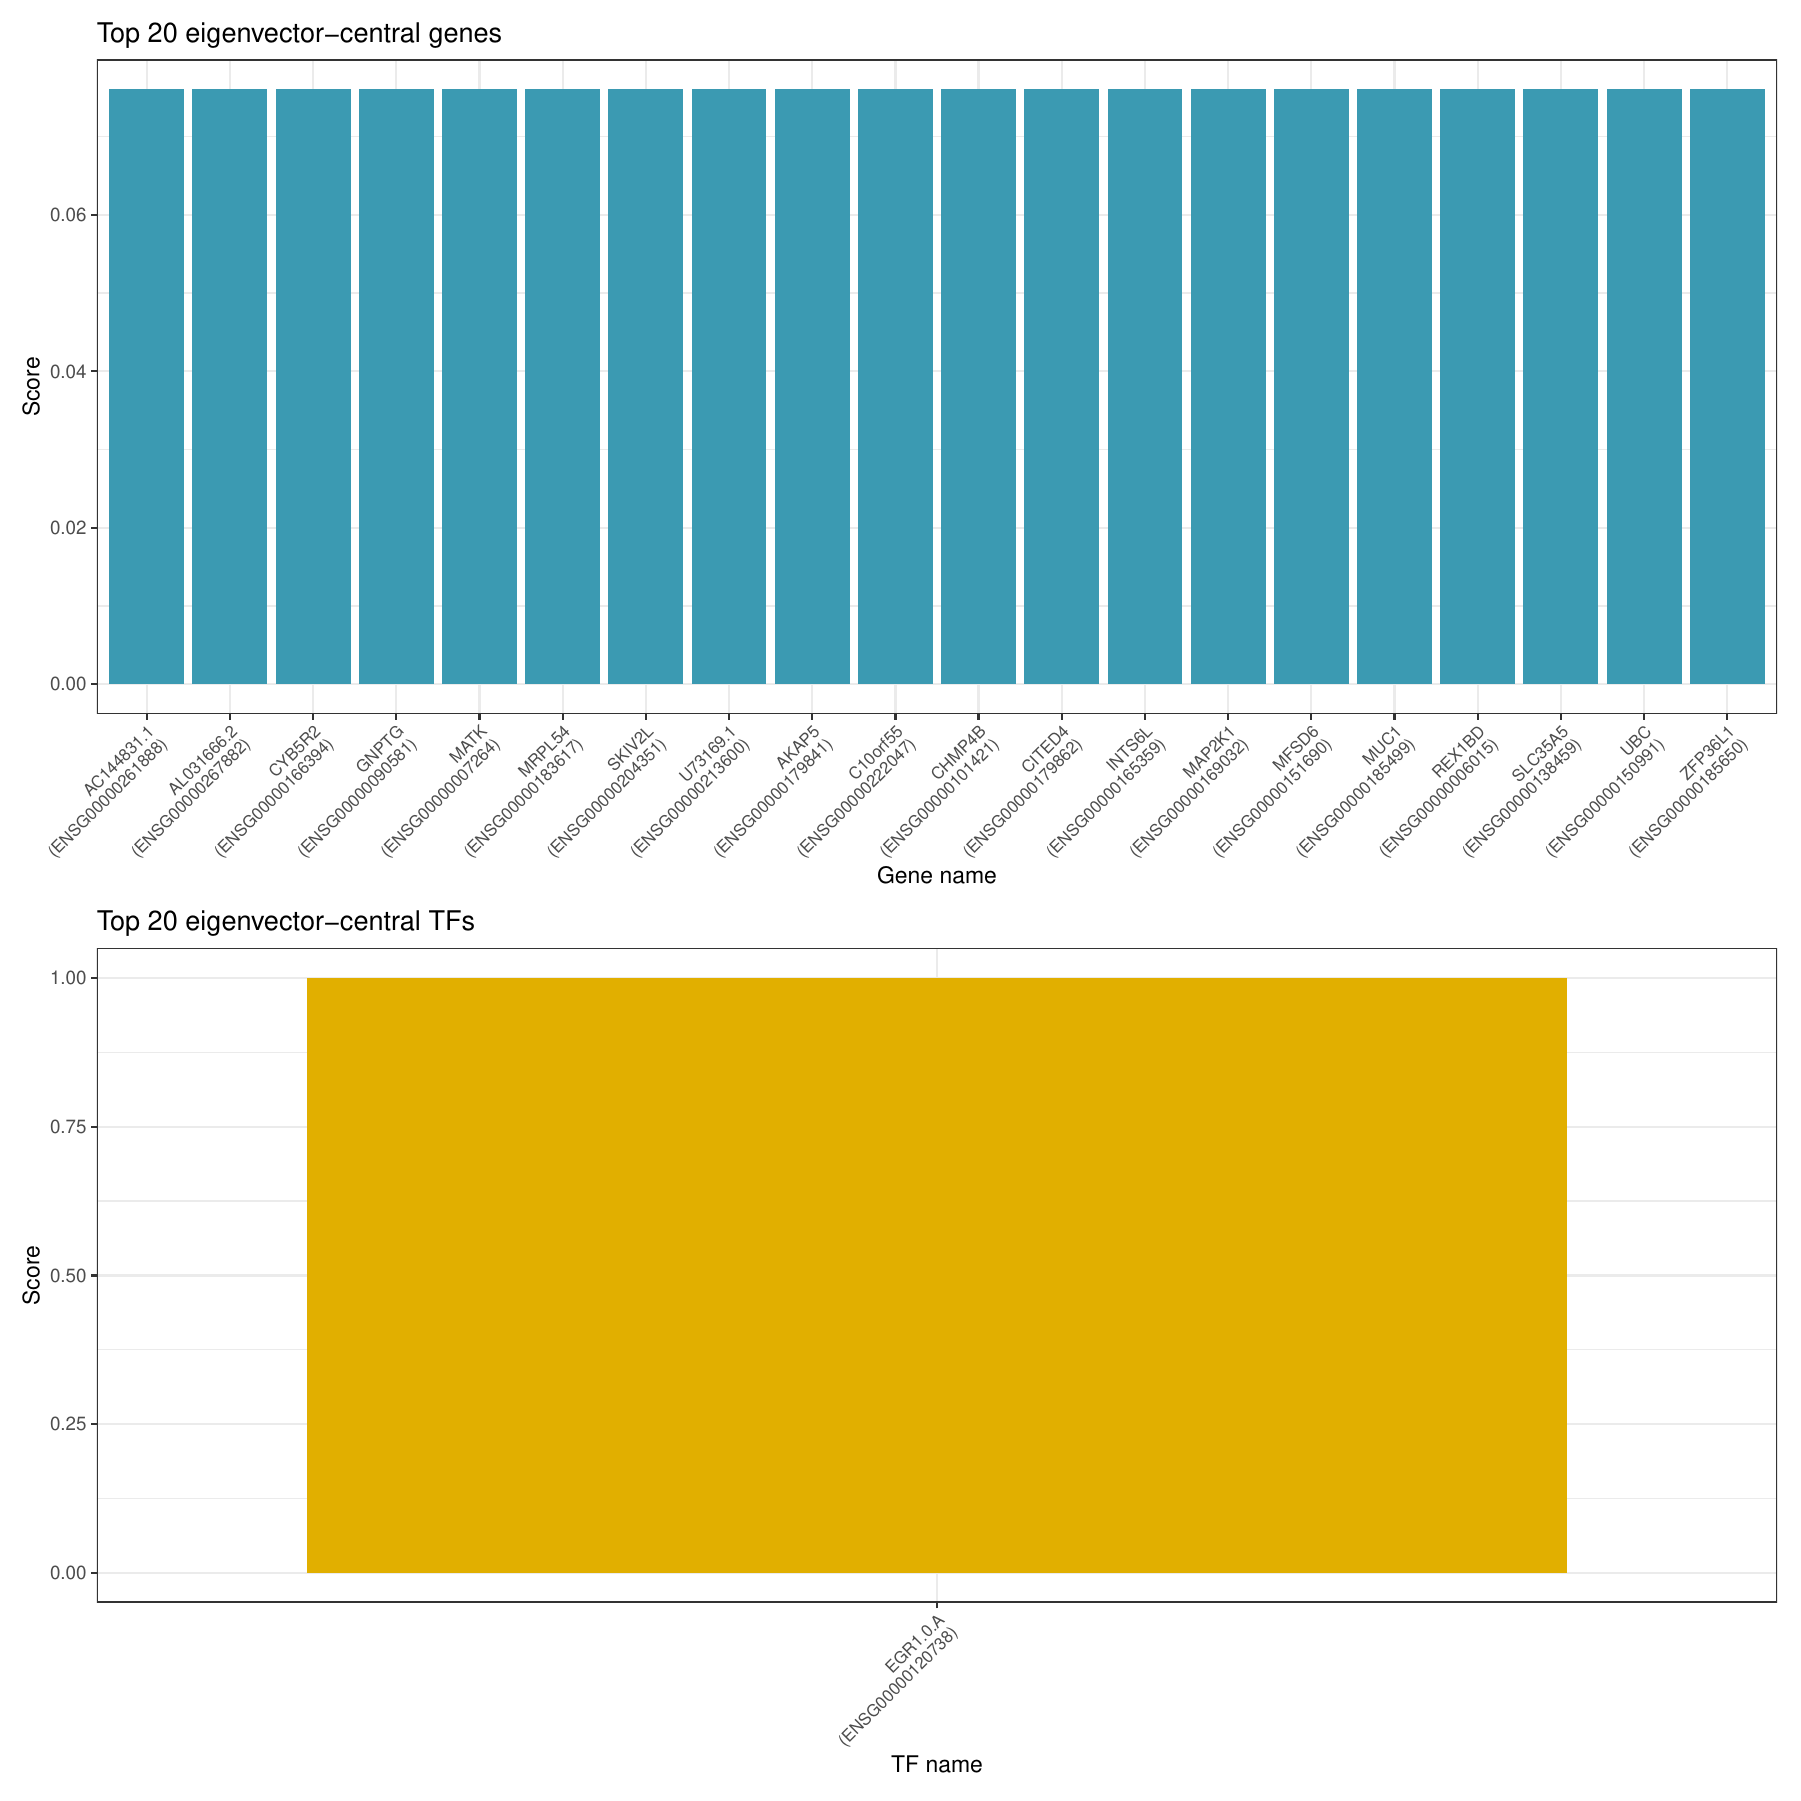 Top 20 eigenvector−central genes
Score
0.06
0.04
0.02
0.00
AC144831.1
(ENSG00000261888)
AL031666.2
(ENSG00000267882)
CYB5R2
(ENSG00000166394)
GNPTG
(ENSG00000090581)
MATK
(ENSG00000007264)
MRPL54
(ENSG00000183617)
SKIV2L
(ENSG00000204351)
U73169.1
(ENSG00000213600)
AKAP5
(ENSG00000179841)
C10orf55
(ENSG00000222047)
CHMP4B
(ENSG00000101421)
CITED4
(ENSG00000179862)
INTS6L
(ENSG00000165359)
MAP2K1
(ENSG00000169032)
MFSD6
(ENSG00000151690)
MUC1
(ENSG00000185499)
REX1BD
(ENSG00000006015)
SLC35A5
(ENSG00000138459)
UBC
(ENSG00000150991)
ZFP36L1
(ENSG00000185650)
Gene name
Top 20 eigenvector−central TFs
Score
1.00
0.75
0.50
0.25
0.00
EGR1.0.A
(ENSG00000120738)
TF name